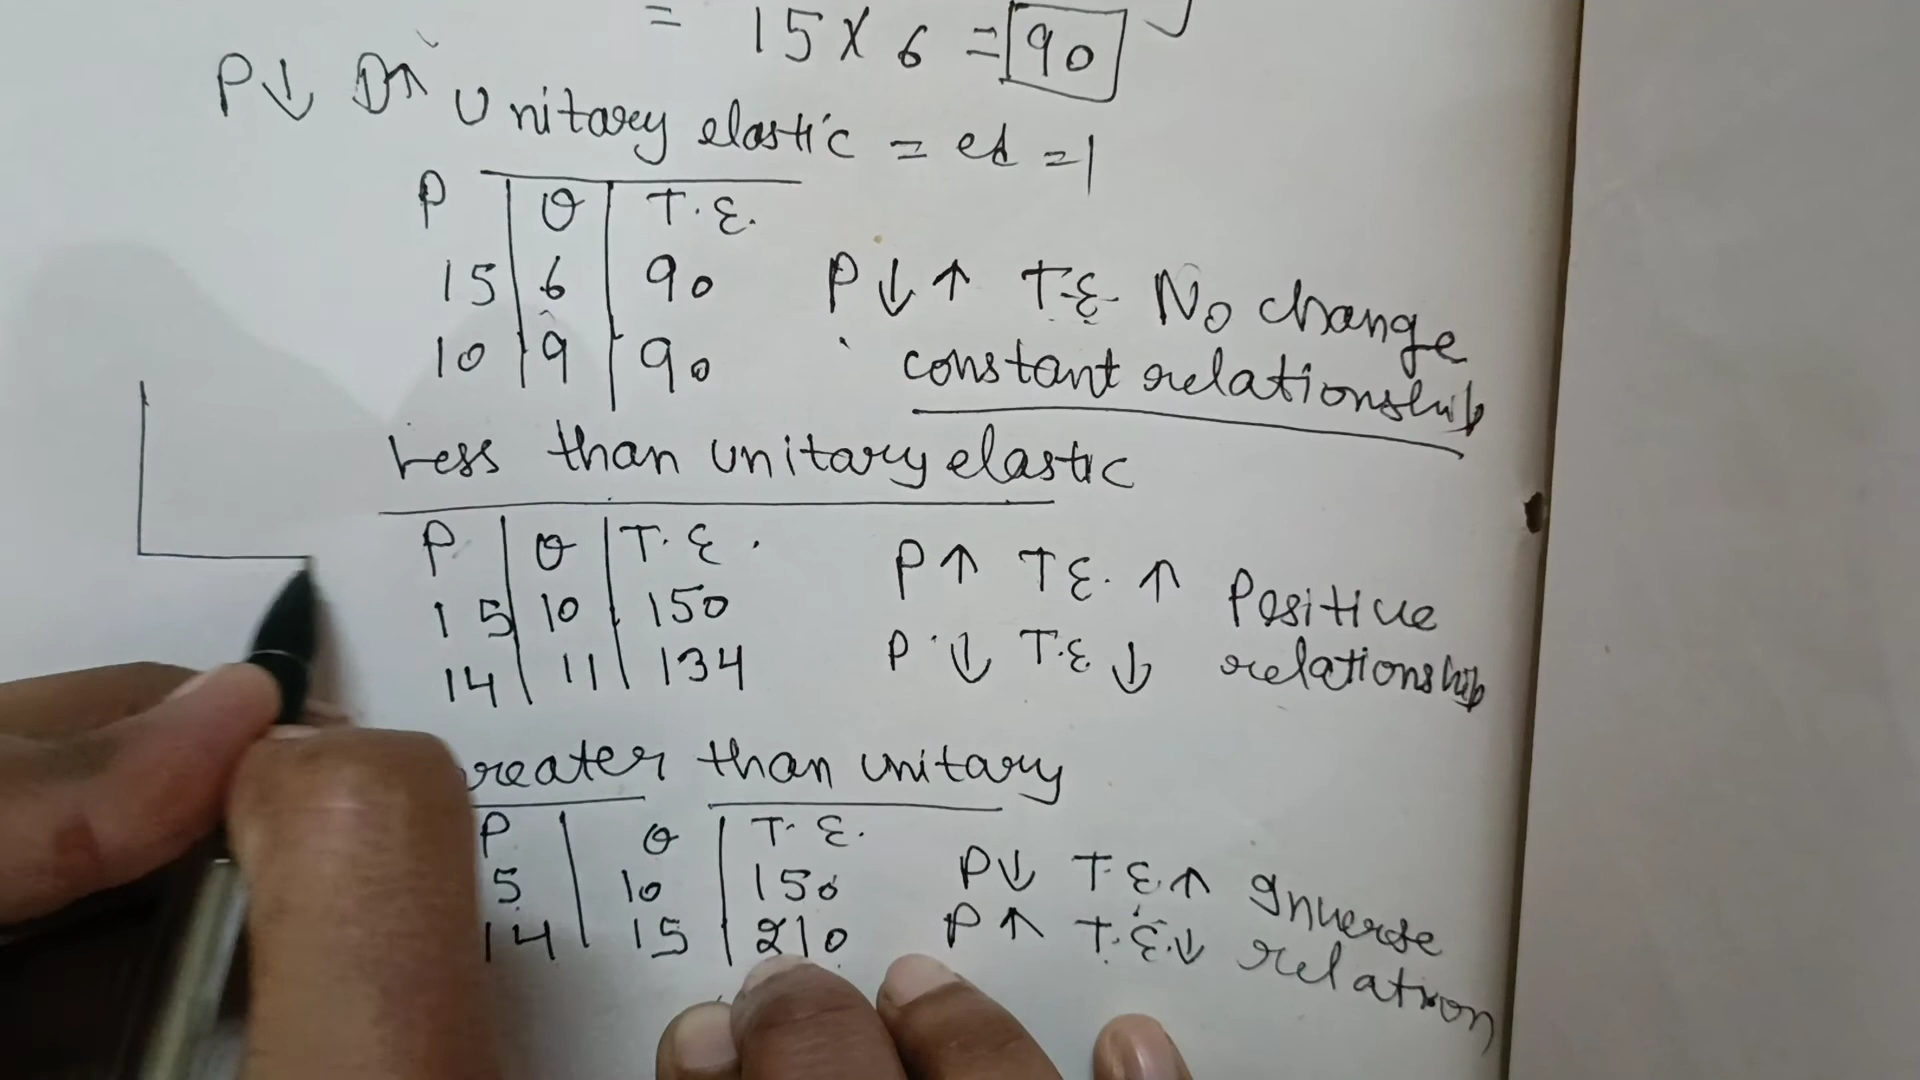 = 15 X 6 = 90
P↓ D↑ Unitary elastic = ed = 1
P Q T.E.
15 6 90 P↓↑ T.E. No change
10 9 90 constant relationship
Less than unitary elastic
P Q T.E.
15 10 150 P↑ T.E.↑ Positive
14 11 134 P↓ T.E↓ relationship
reater than unitary
P Q T.E.
5 10 150 P↓ T.E.↑ Inverse
14 15 210 P↑ T.E.↓ relation